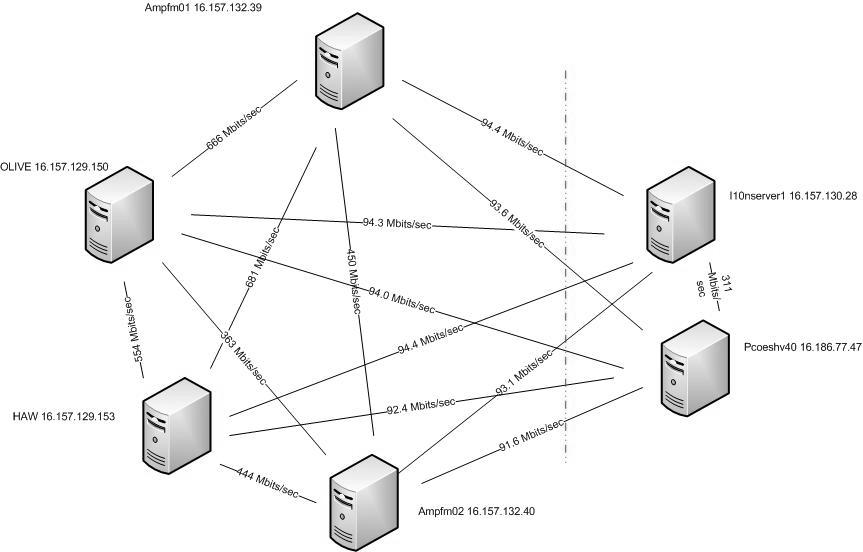 Ampfm01 16.157.132.39
666 Mbits/sec
94.4 Mbits/sec
OLIVE 16.157.129.150
I10nserver1 16.157.130.28
93.6 Mbits/sec
94.3 Mbits/sec
681 Mbits/sec
450 Mbits/sec
311
Mbits/
sec
94.0 Mbits/sec
554 Mbits/sec
363 Mbits/sec
94.4 Mbits/sec
Pcoeshv40 16.186.77.47
93.1 Mbits/sec
HAW 16.157.129.153
92.4 Mbits/sec
91.6 Mbits/sec
444 Mbits/sec
Ampfm02 16.157.132.40